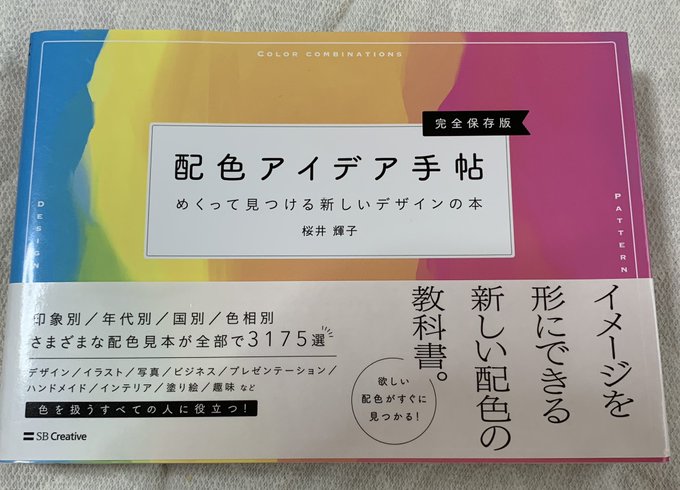 COLOR COMBINATIONS
完全保存版
配色アイデア手帖
めくって見つける新しいデザインの本
桜井 輝子
DESIGN
PATTERN
イメージを
形にできる
新しい配色の
教科書。
印象別／年代別／国別／色相別
さまざまな配色見本が全部で3175選
デザイン／イラスト／写真／ビジネス／プレゼンテーション／
ハンドメイド／インテリア／塗り絵／趣味 など
色を扱うすべての人に役立つ！
欲しい
配色がすぐに
見つかる！
SB Creative